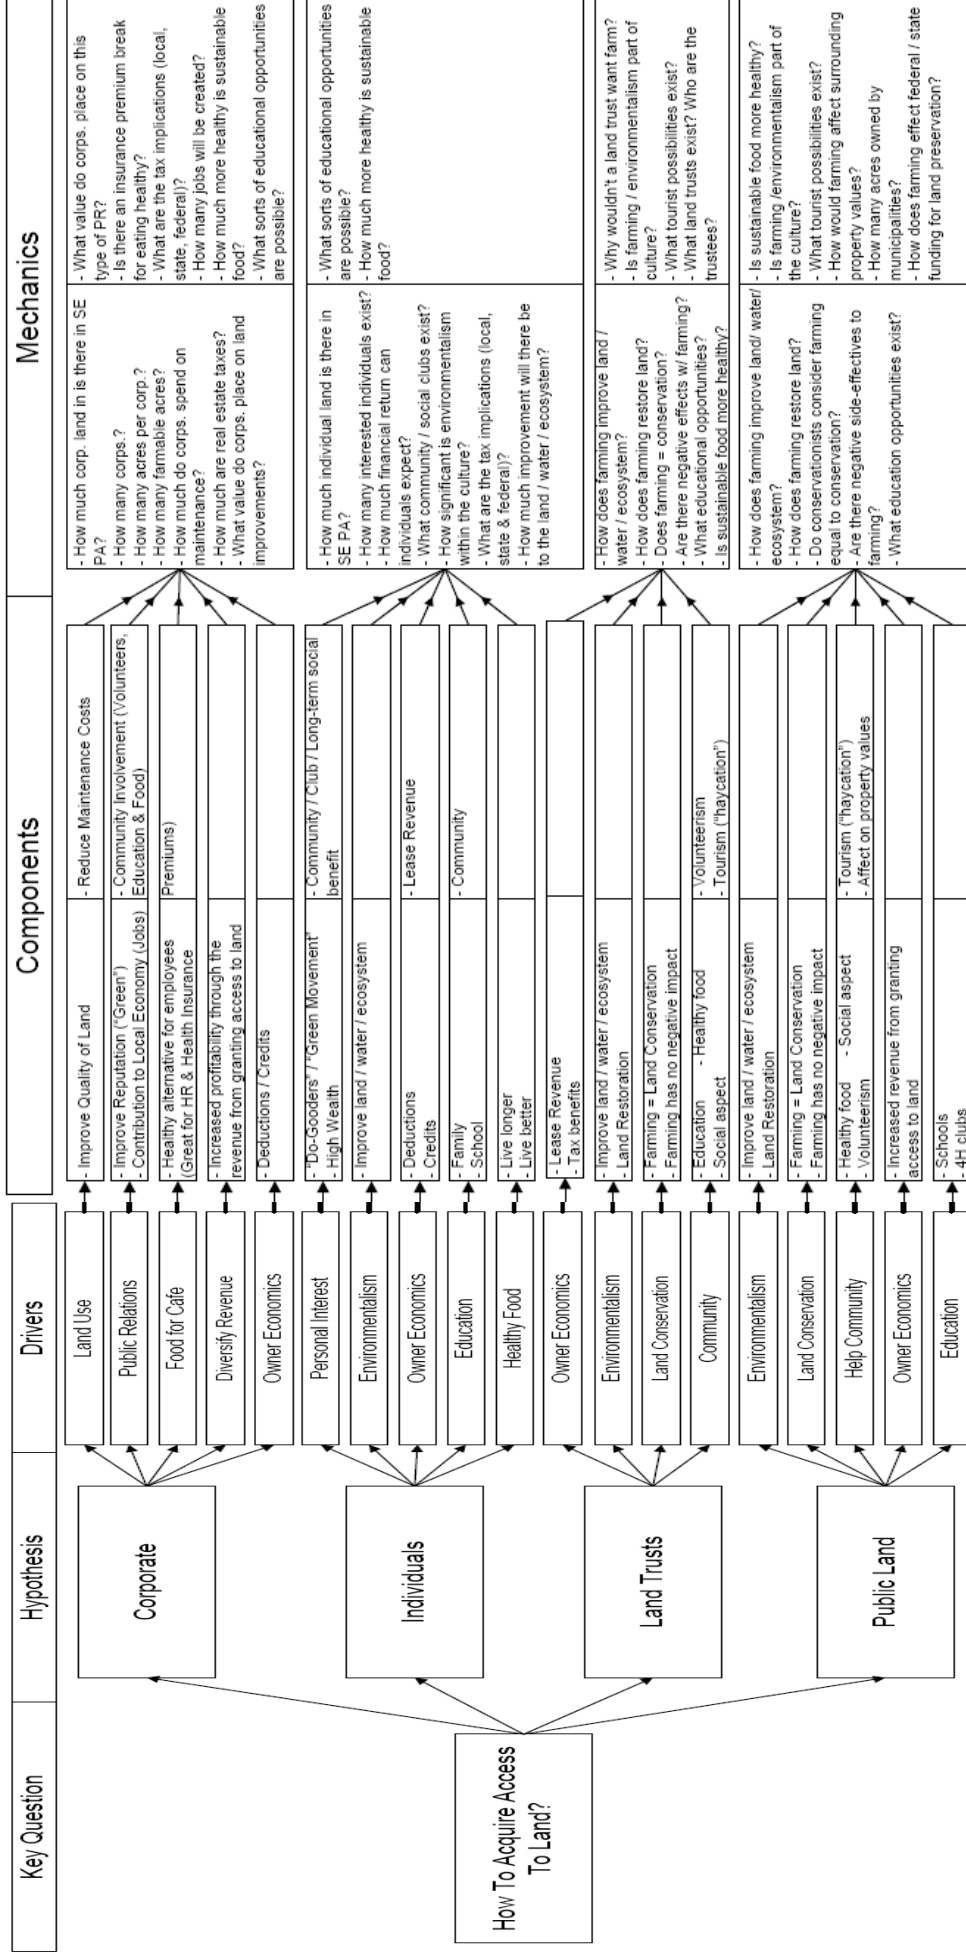 Key Question
Hypothesis
Drivers
Components
Mechanics
How To Acquire Access
To Land?
Corporate
Individuals
Land Trusts
Public Land
Land Use
Public Relations
Food for Cafe
Diversify Revenue
Owner Economics
Personal Interest
Environmentalism
Owner Economics
Education
Healthy Food
Owner Economics
Environmentalism
Land Conservation
Community
Environmentalism
Land Conservation
Help Community
Owner Economics
Education
- Improve Quality of Land
- Reduce Maintenance Costs
- Improve Reputation ("Green")
- Contribution to Local Economy (Jobs)
- Community Involvement (Volunteers,
Education & Food)
- Healthy alternative for employees
(Great for HR & Health Insurance
Premiums)
- Increased profitability through the
revenue from granting access to land
- Deductions / Credits
- "Do-Gooders" / "Green Movement"
- High Wealth
- Community / Club / Long-term social
benefit
- Improve land / water / ecosystem
- Deductions
- Credits
- Lease Revenue
- Family
- School
- Community
- Live longer
- Live better
- Lease Revenue
- Tax benefits
- Improve land / water / ecosystem
- Land Restoration
- Farming = Land Conservation
- Farming has no negative impact
- Education - Healthy food
- Social aspect
- Volunteerism
- Tourism ("haycation")
- Improve land / water / ecosystem
- Land Restoration
- Farming = Land Conservation
- Farming has no negative impact
- Healthy food - Social aspect
- Volunteerism
- Tourism ("haycation")
- Affect on property values
- Increased revenue from granting
access to land
- Schools
- 4H clubs
- How much corp. land in is there in SE
PA?
- How many corps.?
- How many acres per corp.?
- How many farmable acres?
- How much do corps. spend on
maintenance?
- How much are real estate taxes?
- What value do corps. place on land
improvements?
- What value do corps. place on this
type of PR?
- Is there an insurance premium break
for eating healthy?
- What are the tax implications (local,
state, federal)?
- How many jobs will be created?
- How much more healthy is sustainable
food?
- What sorts of educational opportunities
are possible?
- How much individual land is there in
SE PA?
- How many interested individuals exist?
- How much financial return can
individuals expect?
- What community / social clubs exist?
- How significant is environmentalism
within the culture?
- What are the tax implications (local,
state & federal)?
- How much improvement will there be
to the land / water / ecosystem?
- What sorts of educational opportunities
are possible?
- How much more healthy is sustainable
food?
- How does farming improve land /
water / ecosystem?
- How does farming restore land?
- Does farming = conservation?
- Are there negative effects w/ farming?
- What educational opportunities?
- Is sustainable food more healthy?
- Why wouldn't a land trust want farm?
- Is farming / environmentalism part of
culture?
- What tourist possibilities exist?
- What land trusts exist? Who are the
trustees?
- How does farming improve land/ water/
ecosystem?
- How does farming restore land?
- Do conservationists consider farming
equal to conservation?
- Are there negative side-effectives to
farming?
- What education opportunities exist?
- Is sustainable food more healthy?
- Is farming /environmentalism part of
the culture?
- What tourist possibilities exist?
- How would farming affect surrounding
property values?
- How many acres owned by
municipalities?
- How does farming effect federal / state
funding for land preservation?